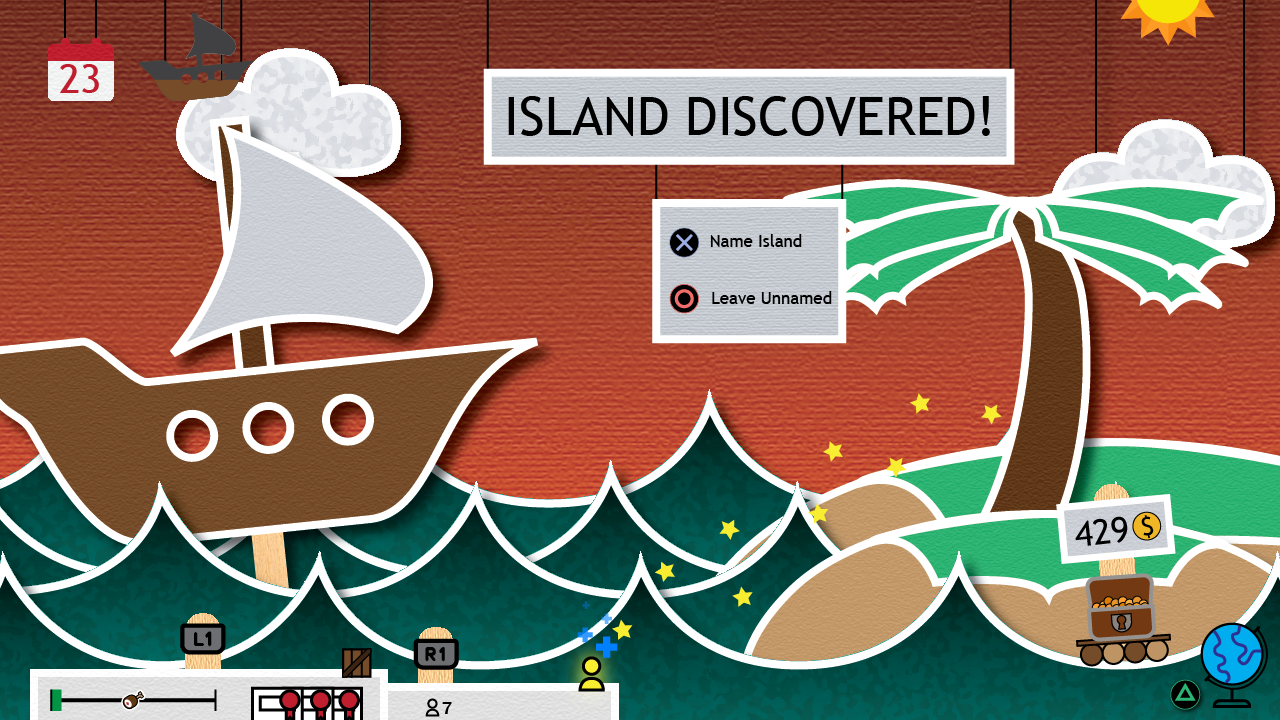 23
ISLAND DISCOVERED!
Name Island
Leave Unnamed
429 $
L1
R1
7